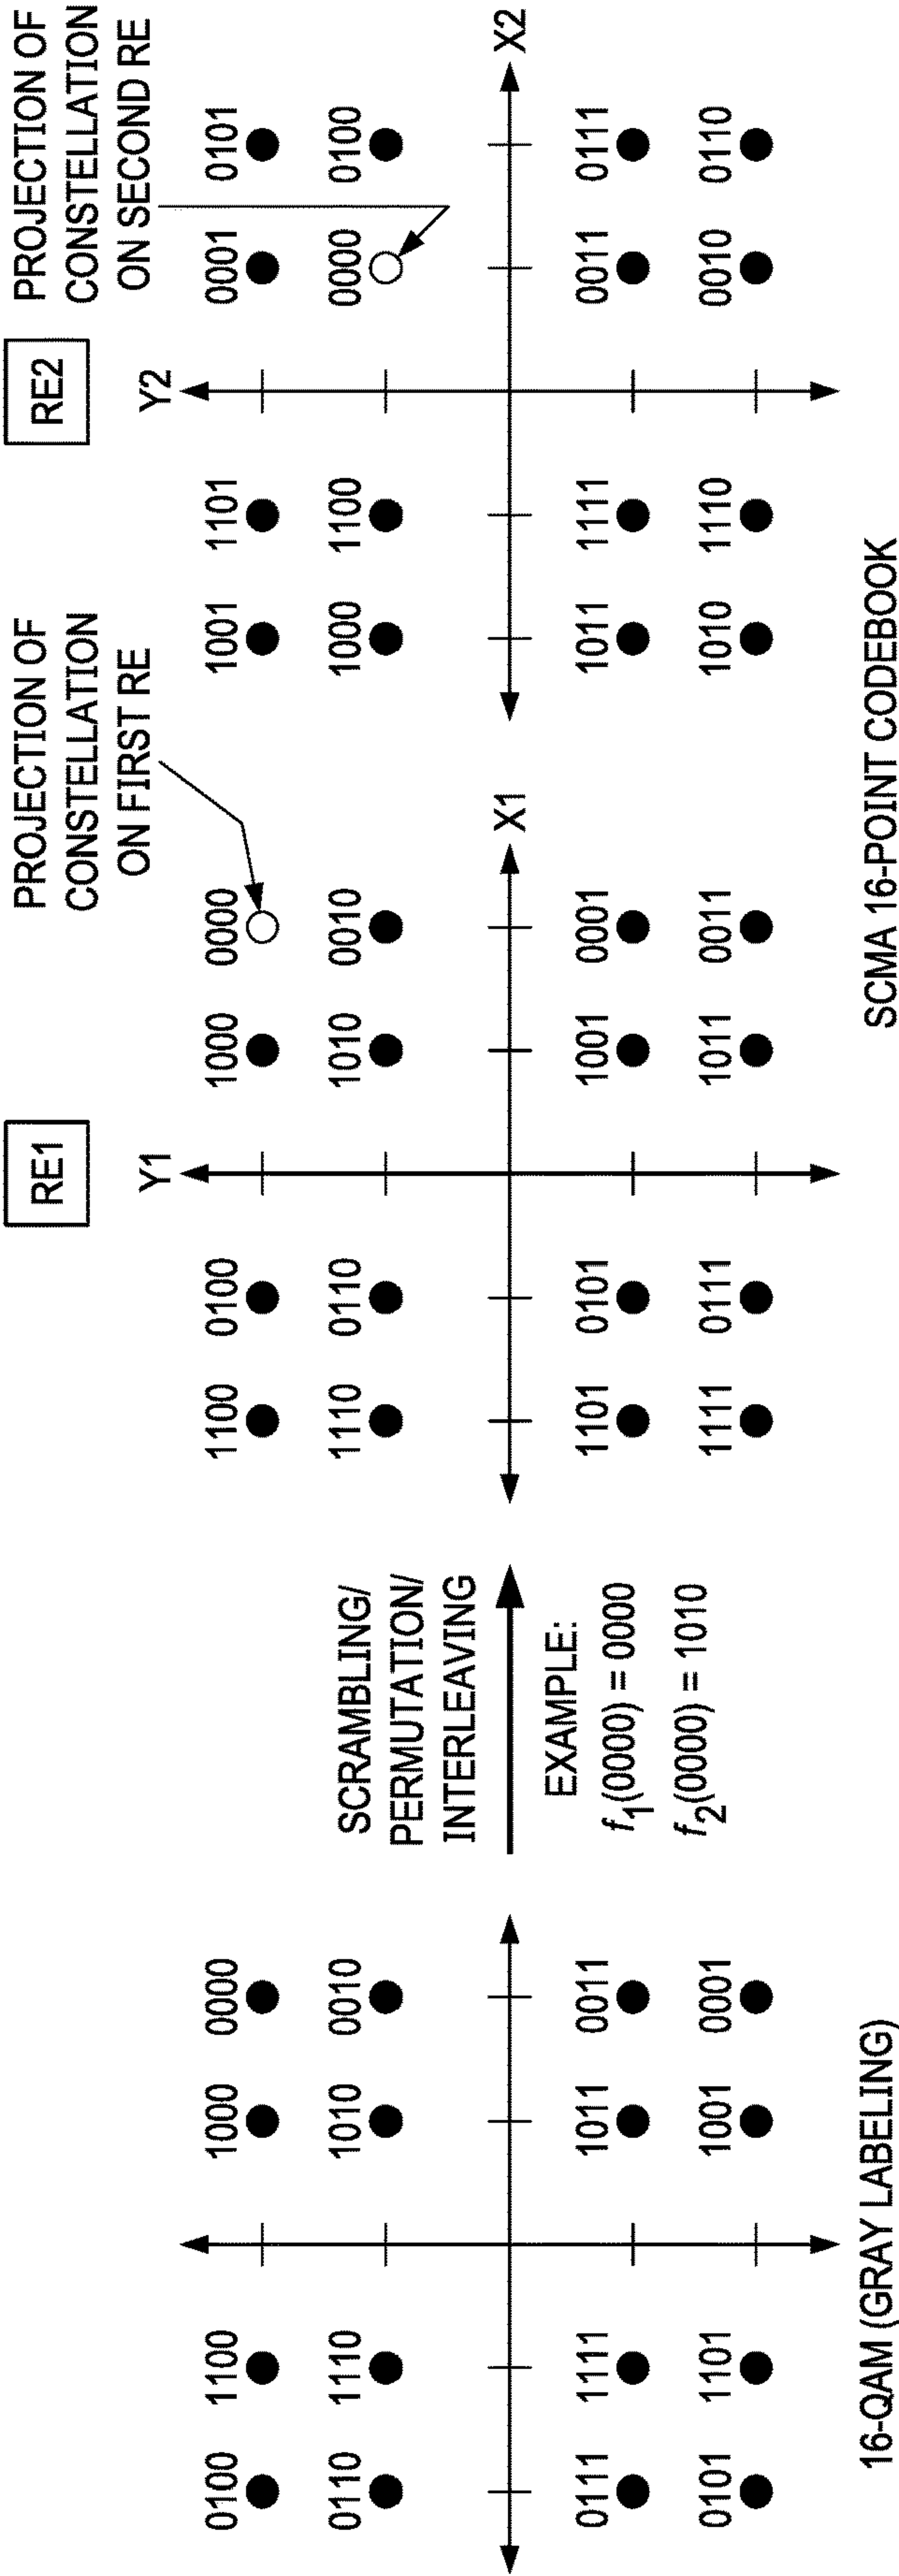 0100 1100 1000 0000
0110 1110 1010 0010
0111 1111 1011 0011
0101 1101 1001 0001
16-QAM (GRAY LABELING)
SCRAMBLING/
PERMUTATION/
INTERLEAVING
EXAMPLE:
f1(0000) = 0000
f2(0000) = 1010
RE1
PROJECTION OF
CONSTELLATION
ON FIRST RE
Y1
1100 0100 1000 0000
1110 0110 1010 0010
X1
1101 0101 1001 0001
1111 0111 1011 0011
RE2
PROJECTION OF
CONSTELLATION
ON SECOND RE
Y2
1001 1101 0001 0101
1000 1100 0000 0100
X2
1011 1111 0011 0111
1010 1110 0010 0110
SCMA 16-POINT CODEBOOK